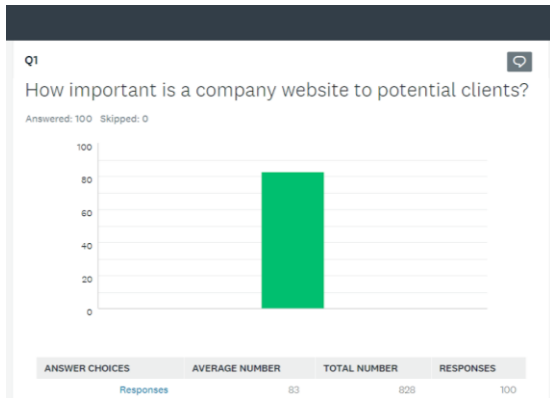 Q1
How important is a company website to potential clients?
Answered: 100 Skipped: 0
100
80
60
40
20
0
ANSWER CHOICES AVERAGE NUMBER TOTAL NUMBER RESPONSES
Responses 83 828 100